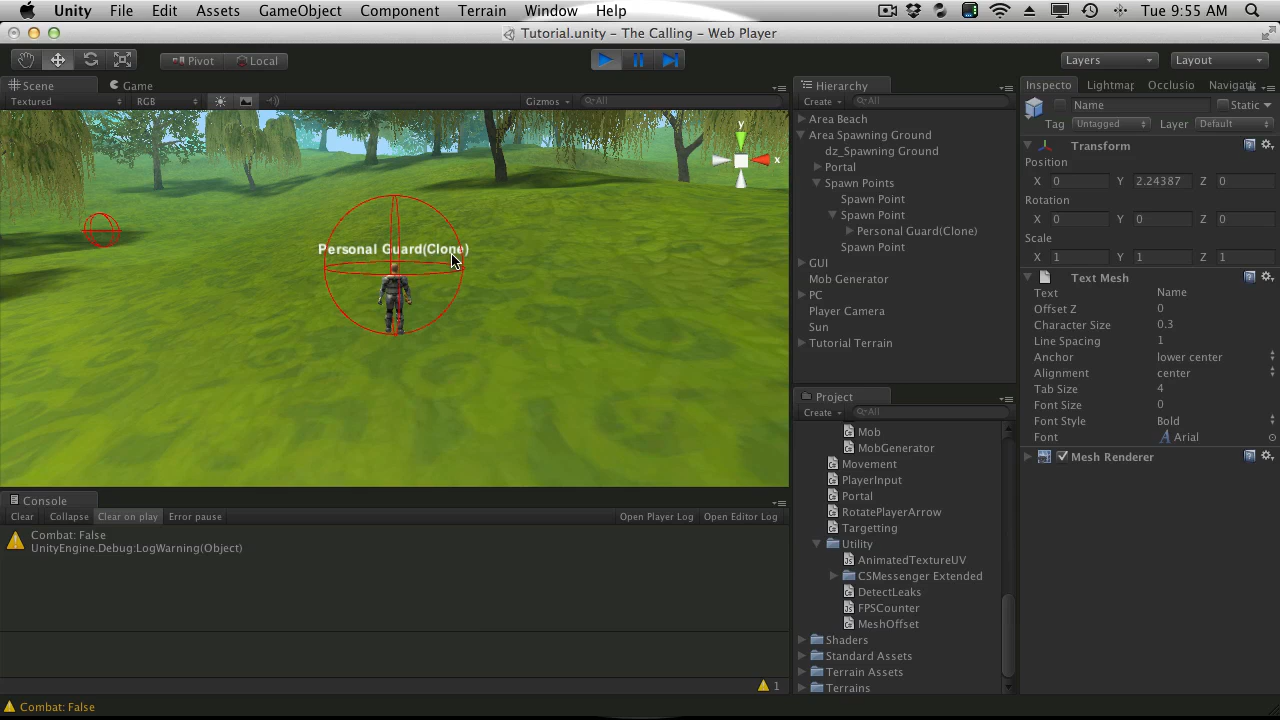 Unity File Edit Assets GameObject Component Terrain Window Help Tue 9:55 AM
Tutorial.unity - The Calling - Web Player
Pivot Local Layers Layout
Scene Game
Textured RGB Gizmos All
y
x
Personal Guard(Clone)
Hierarchy
Create All
Area Beach
Area Spawning Ground
dz_Spawning Ground
Portal
Spawn Points
Spawn Point
Spawn Point
Personal Guard(Clone)
Spawn Point
GUI
Mob Generator
PC
Player Camera
Sun
Tutorial Terrain
Project
Create All
Mob
MobGenerator
Movement
PlayerInput
Portal
RotatePlayerArrow
Targetting
Utility
AnimatedTextureUV
CSMessenger Extended
DetectLeaks
FPSCounter
MeshOffset
Shaders
Standard Assets
Terrain Assets
Terrains
Inspecto Lightmap Occlusio Navigatio
Name Static
Tag Untagged Layer Default
Transform
Position
X 0 Y 2.24387 Z 0
Rotation
X 0 Y 0 Z 0
Scale
X 1 Y 1 Z 1
Text Mesh
Text Name
Offset Z 0
Character Size 0.3
Line Spacing 1
Anchor lower center
Alignment center
Tab Size 4
Font Size 0
Font Style Bold
Font Arial
Mesh Renderer
Console
Clear Collapse Clear on play Error pause Open Player Log Open Editor Log
Combat: False
UnityEngine.Debug:LogWarning(Object)
1
Combat: False